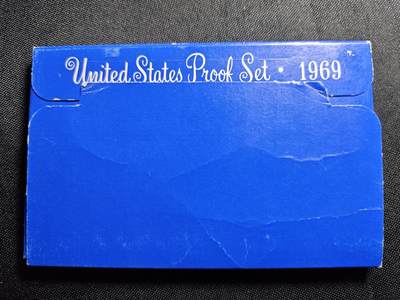 United States Proof Set • 1969